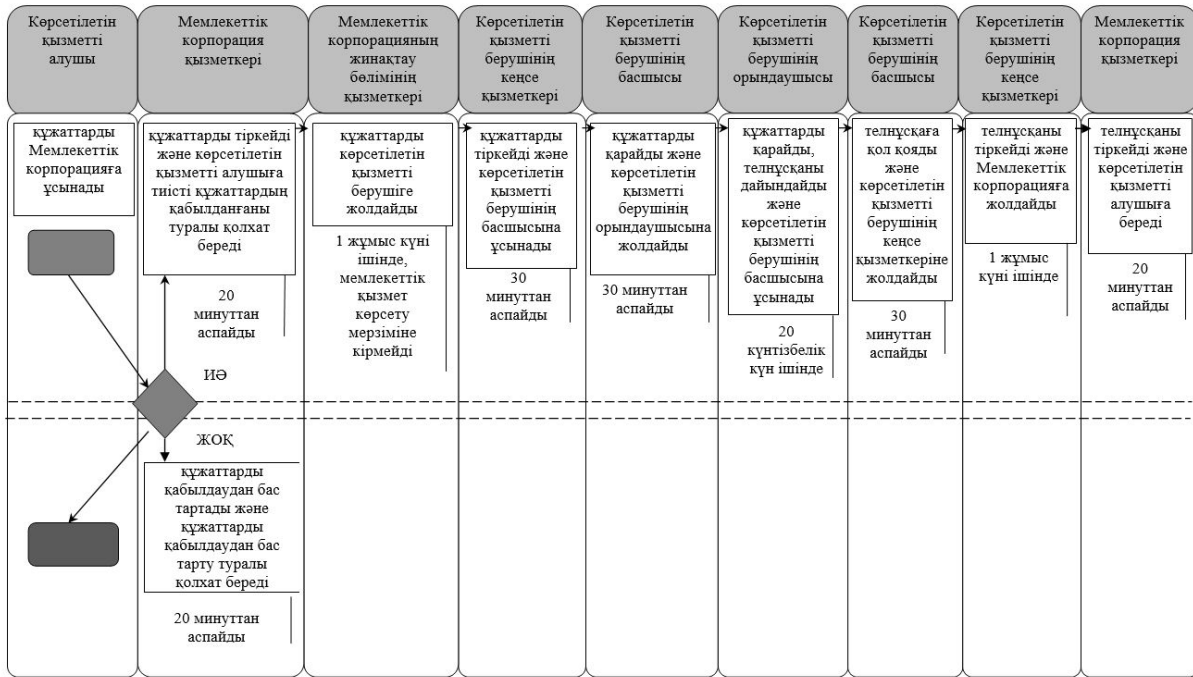 Көрсетілетін
қызметті
алушы
Мемлекеттік
корпорация
қызметкері
Мемлекеттік
корпорацияның
жинақтау
бөлімінің
қызметкері
Көрсетілетін
қызметті
берушінің
кеңсе
қызметкері
Көрсетілетін
қызметті
берушінің
басшысы
Көрсетілетін
қызметті
берушінің
орындаушысы
Көрсетілетін
қызметті
берушінің
басшысы
Көрсетілетін
қызметті
берушінің
кеңсе
қызметкері
Мемлекеттік
корпорация
қызметкері
құжаттарды
Мемлекеттік
корпорацияға
ұсынады
құжаттарды тіркейді
және көрсетілетін
қызметті алушыға
тиісті құжаттардың
қабылданғаны
туралы қолхат
береді
20
минуттан
аспайды
құжаттарды
көрсетілетін
қызметті
берушіге
жолдайды
1 жұмыс күні
ішінде,
мемлекеттік
қызмет
көрсету
мерзіміне
кірмейді
құжаттарды
тіркейді және
көрсетілетін
қызметті
берушінің
басшысына
ұсынады
30
минуттан
аспайды
құжаттарды
қарайды және
көрсетілетін
қызметті
берушінің
орындаушысына
жолдайды
30 минуттан
аспайды
құжаттарды
қарайды,
телнұсқаны
дайындайды
және
көрсетілетін
қызметті
берушінің
басшысына
ұсынады
20
күнтізбелік
күн ішінде
телнұсқаға
қол қояды
және
көрсетілетін
қызметті
берушінің
кеңсе
қызметкеріне
жолдайды
30
минуттан
аспайды
телнұсқаны
тіркейді және
Мемлекеттік
корпорацияға
жолдайды
1 жұмыс
күні ішінде
телнұсқаны
тіркейді және
көрсетілетін
қызметті
алушыға
береді
20
минуттан
аспайды
ИӘ
ЖОҚ
құжаттарды
қабылдаудан бас
тартады және
құжаттарды
қабылдаудан бас
тарту туралы
қолхат береді
20 минуттан
аспайды